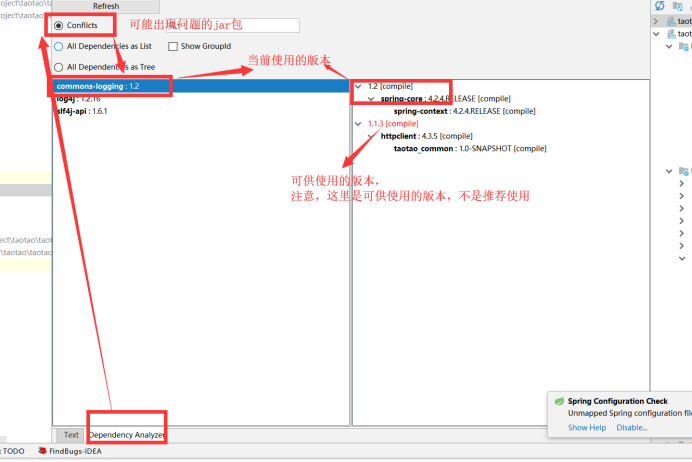 roject\taotao\taot
Refresh
roject\taotao\taot
Conflicts
可能出现问题的jar包
All Dependencies as List
Show GroupId
All Dependencies as Tree
当前使用的版本
commons-logging : 1.2
log4j : 1.2.16
slf4j-api : 1.6.1
1.2 [compile]
spring-core : 4.2.4.RELEASE [compile]
spring-context : 4.2.4.RELEASE [compile]
1.1.3 [compile]
httpclient : 4.3.5 [compile]
taotao_common : 1.0-SNAPSHOT [compile]
可供使用的版本,
注意，这里是可供使用的版本，不是推荐使用
ect\taotao\taot
t\taotao\taotao
taot
taot
Spring Configuration Check
Unmapped Spring configuration file
Show Help
Disable...
Text
Dependency Analyzer
: TODO
FindBugs-IDEA